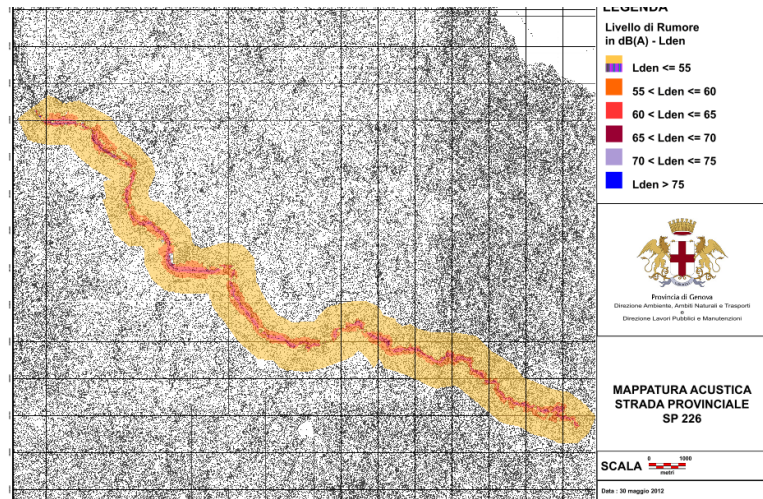 LEGENDA
Livello di Rumore
in dB(A) - Lden
Lden <= 55
55 < Lden <= 60
60 < Lden <= 65
65 < Lden <= 70
70 < Lden <= 75
Lden > 75
Provincia di Genova
Direzione Ambiente, Ambiti Naturali e Trasporti
e
Direzione Lavori Pubblici e Manutenzioni
MAPPATURA ACUSTICA
STRADA PROVINCIALE
SP 226
SCALA
0 1000
metri
Data : 30 maggio 2012